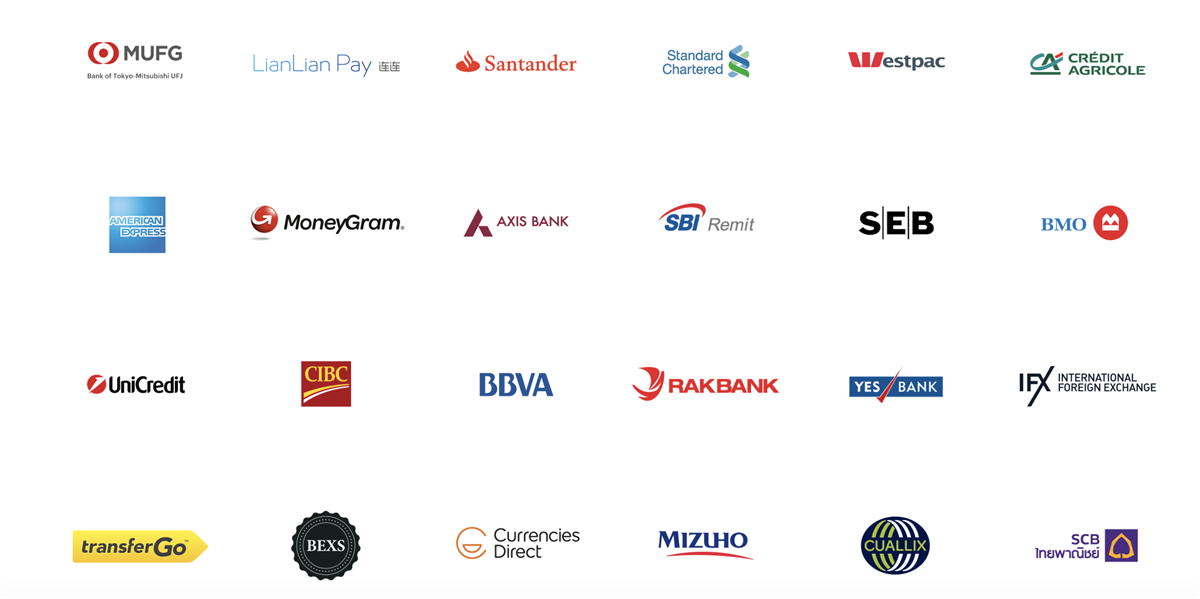 MUFG
Bank of Tokyo-Mitsubishi UFJ
LianLian Pay 连连
Santander
Standard
Chartered
Westpac
CRÉDIT
AGRICOLE
AMERICAN
EXPRESS
MoneyGram®
AXIS BANK
SBI Remit
S|E|B
BMO
UniCredit
CIBC
BBVA
RAKBANK
YES BANK
IFX INTERNATIONAL
FOREIGN EXCHANGE
transferGo™
BEXS
Currencies
Direct
MIZUHO
CUALLIX
SCB
ไทยพาณิชย์